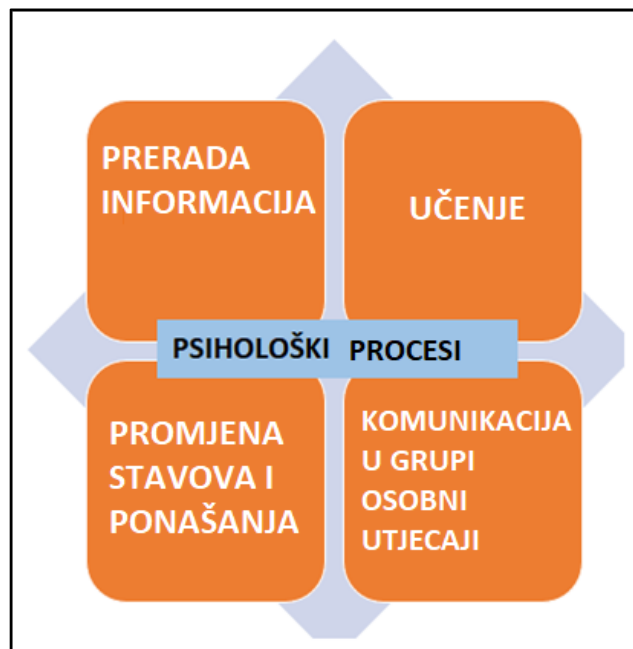 PRERADA
INFORMACIJA
UČENJE
PSIHOLOŠKI PROCESI
PROMJENA
STAVOVA I
PONAŠANJA
KOMUNIKACIJA
U GRUPI
OSOBNI
UTJECAJI